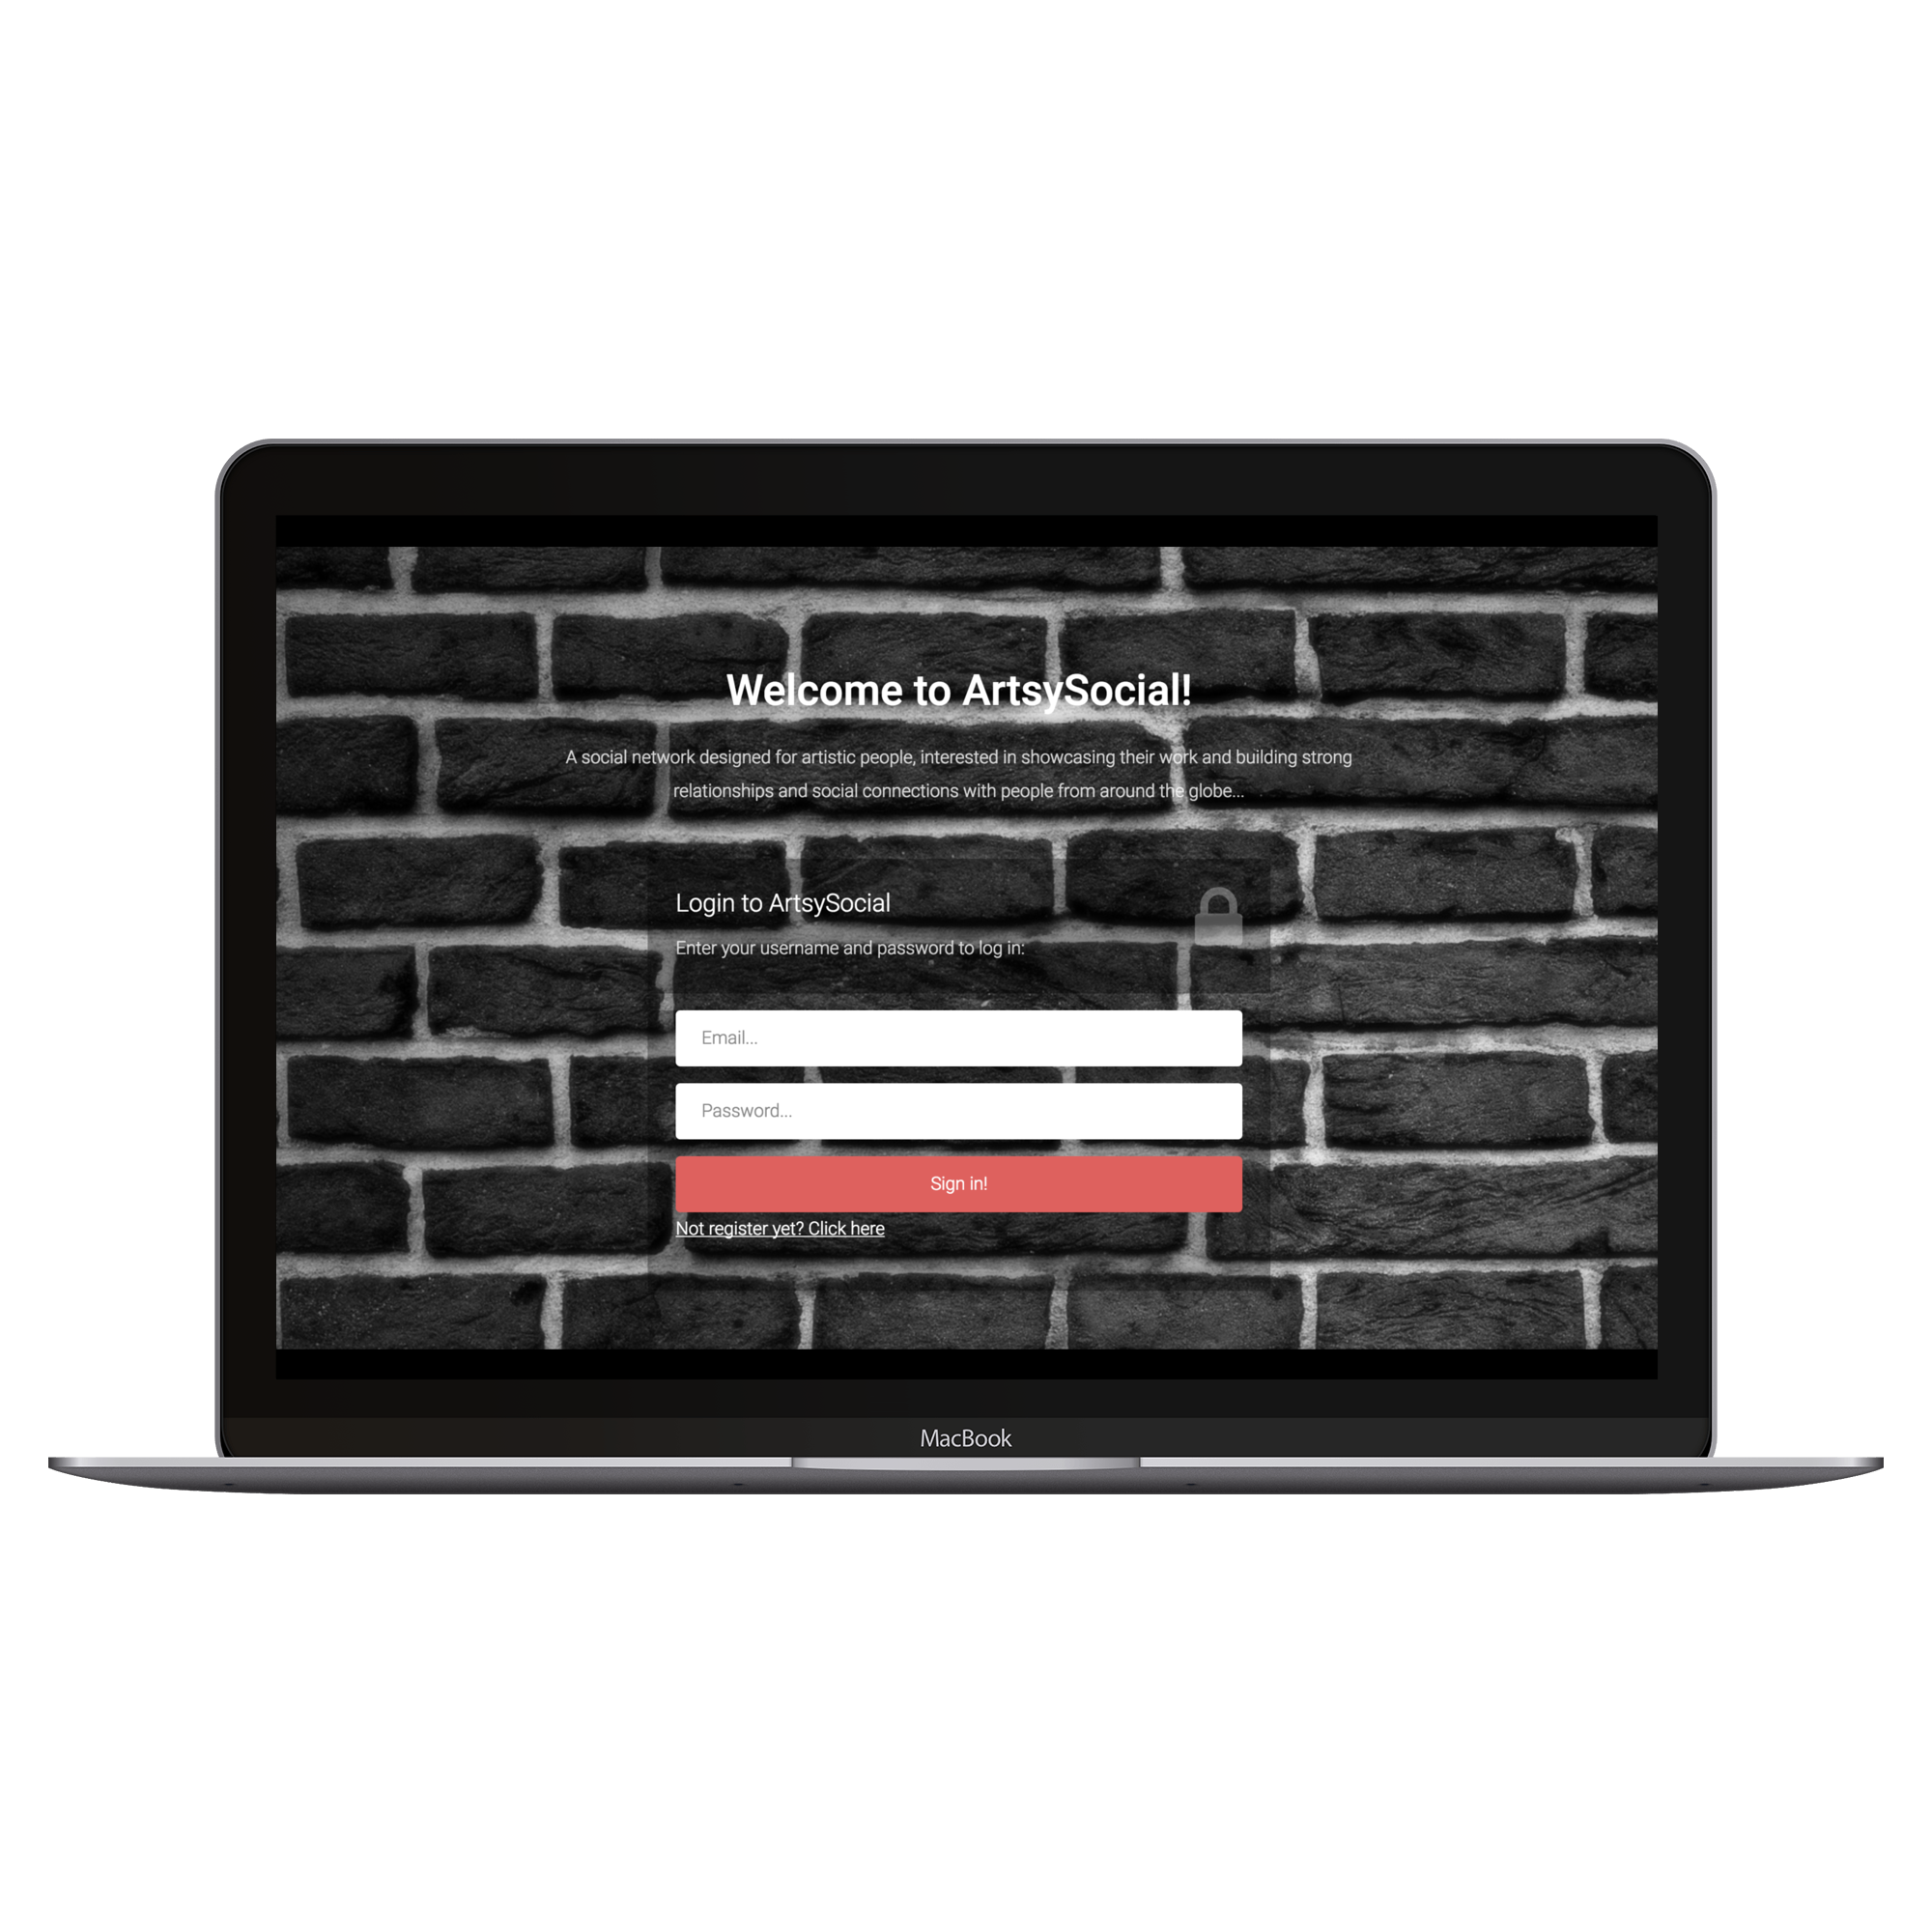 Welcome to ArtsySocial!
A social network designed for artistic people, interested in showcasing their work and building strong
relationships and social connections with people from around the globe...
Login to ArtsySocial
Enter your username and password to log in:
Email...
Password...
Sign in!
Not register yet? Click here
MacBook